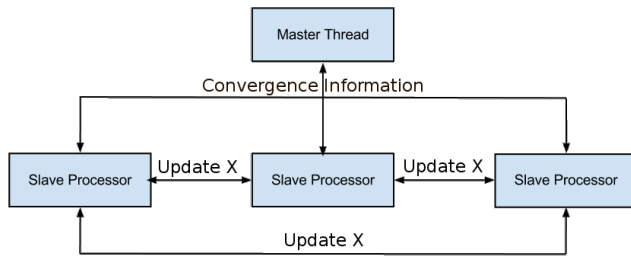 Master Thread
Convergence Information
Slave Processor
Update X
Slave Processor
Update X
Slave Processor
Update X